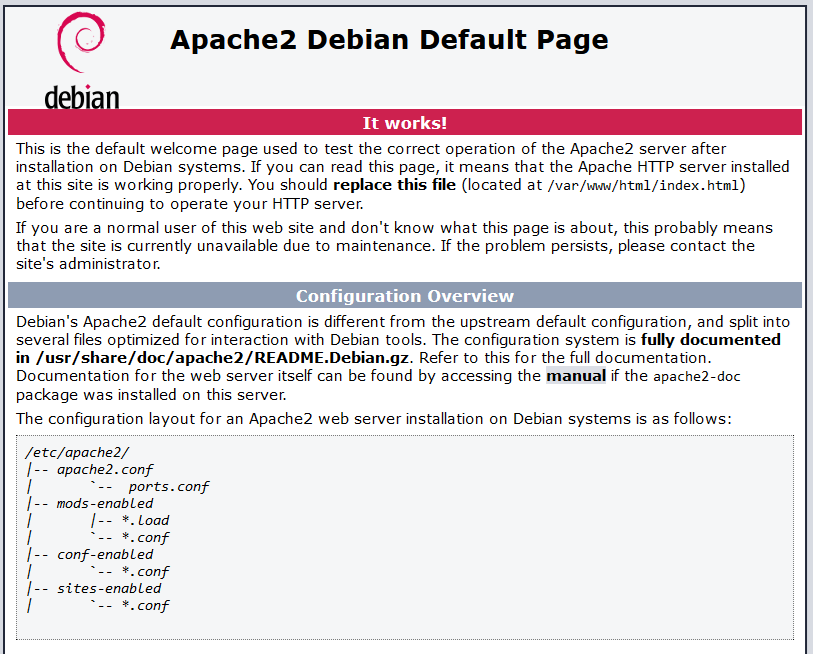 debian
Apache2 Debian Default Page
It works!
This is the default welcome page used to test the correct operation of the Apache2 server after
installation on Debian systems. If you can read this page, it means that the Apache HTTP server installed
at this site is working properly. You should replace this file (located at /var/www/html/index.html)
before continuing to operate your HTTP server.
If you are a normal user of this web site and don't know what this page is about, this probably means
that the site is currently unavailable due to maintenance. If the problem persists, please contact the
site's administrator.
Configuration Overview
Debian's Apache2 default configuration is different from the upstream default configuration, and split into
several files optimized for interaction with Debian tools. The configuration system is fully documented
in /usr/share/doc/apache2/README.Debian.gz. Refer to this for the full documentation.
Documentation for the web server itself can be found by accessing the manual if the apache2-doc
package was installed on this server.
The configuration layout for an Apache2 web server installation on Debian systems is as follows:
/etc/apache2/
|-- apache2.conf
|       `--  ports.conf
|-- mods-enabled
|       |-- *.load
|       `-- *.conf
|-- conf-enabled
|       `-- *.conf
|-- sites-enabled
|       `-- *.conf